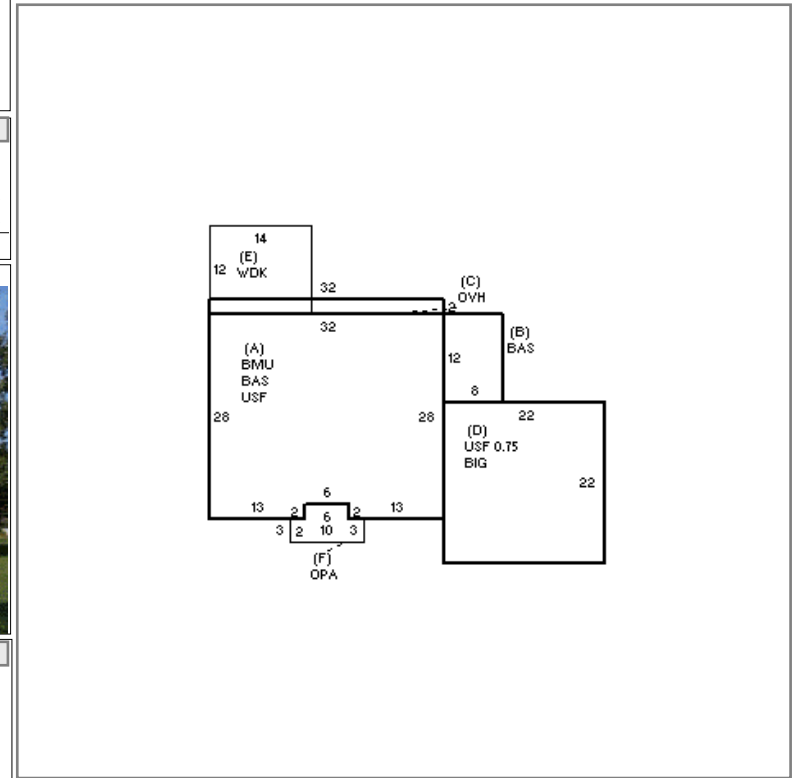 14
(E)
12 WDK
32
(C)
OVH
2
32
(B)
BAS
(A)
BMU
BAS
USF
12
8
28
28
22
(D)
USF 0.75
BIG
22
6
13
2
2
13
6
3
2
10
3
(F)
OPA